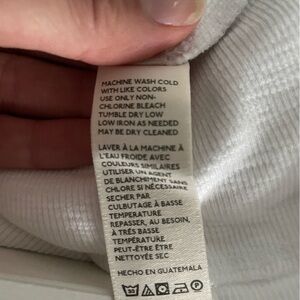 MACHINE WASH COLD
WITH LIKE COLORS
USE ONLY NON-
CHLORINE BLEACH
TUMBLE DRY LOW
LOW IRON AS NEEDED
MAY BE DRY CLEANED
LAVER À LA MACHINE À
L'EAU FROIDE AVEC
COULEURS SIMILAIRES
UTILISER UN AGENT
DE BLANCHIMENT SANS
CHLORE SI NÉCESSAIRE
SECHER PAR
CULBUTAGE À BASSE
TEMPERATURE
REPASSER, AU BESOIN,
À TRÈS BASSE
TEMPÉRATURE
PEUT-ÊTRE ÊTRE
NETTOYÉE SEC
HECHO EN GUATEMALA
30